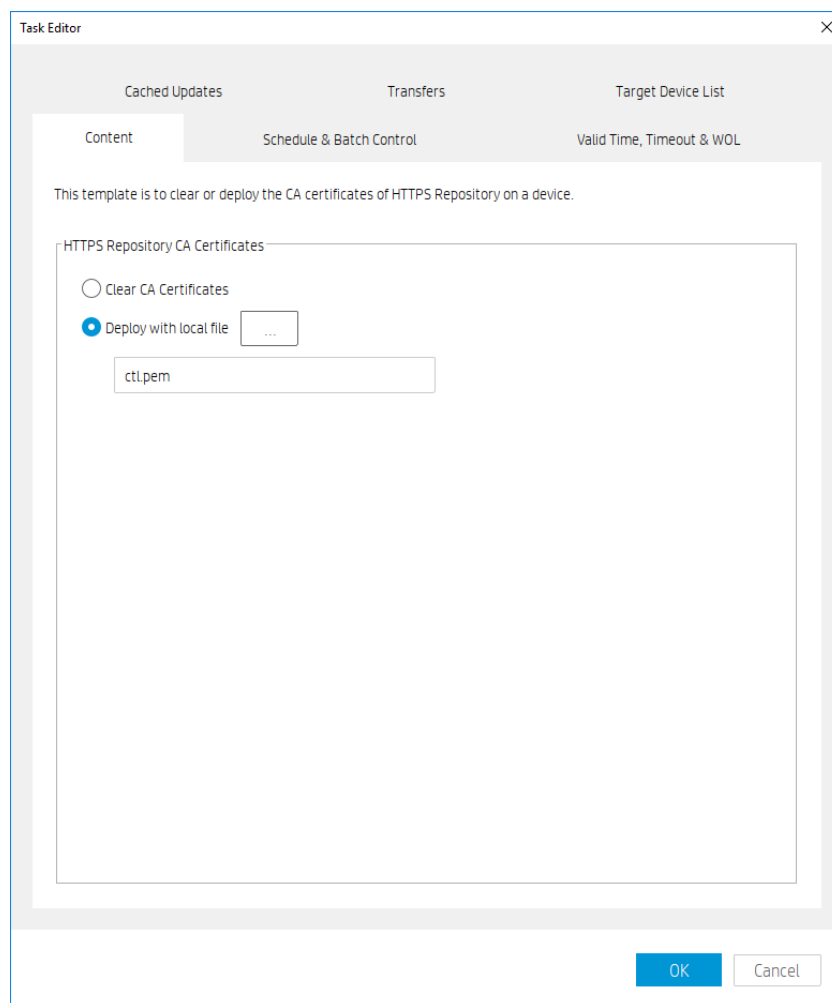 Task Editor
Cached Updates
Transfers
Target Device List
Content
Schedule & Batch Control
Valid Time, Timeout & WOL
This template is to clear or deploy the CA certificates of HTTPS Repository on a device.
HTTPS Repository CA Certificates
Clear CA Certificates
Deploy with local file
...
ctl.pem
OK
Cancel